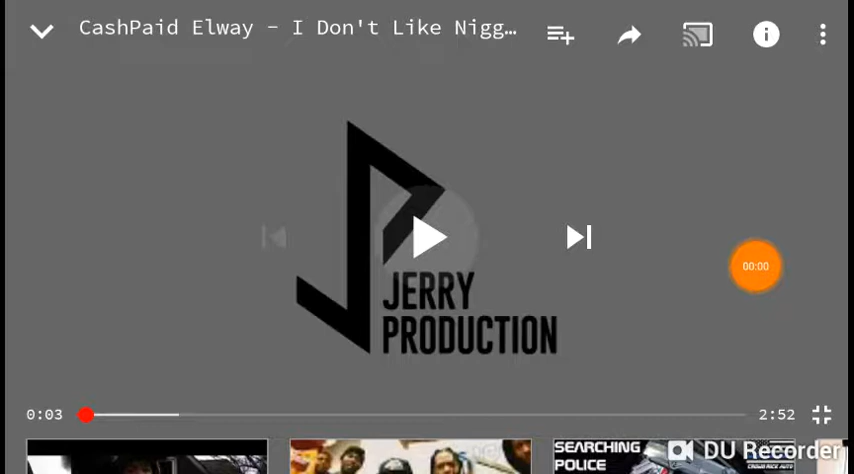 CashPaid Elway - I Don't Like Nigg…
00:00
JERRY
PRODUCTION
0:03
2:52
SEARCHING
POLICE
DU Recorder